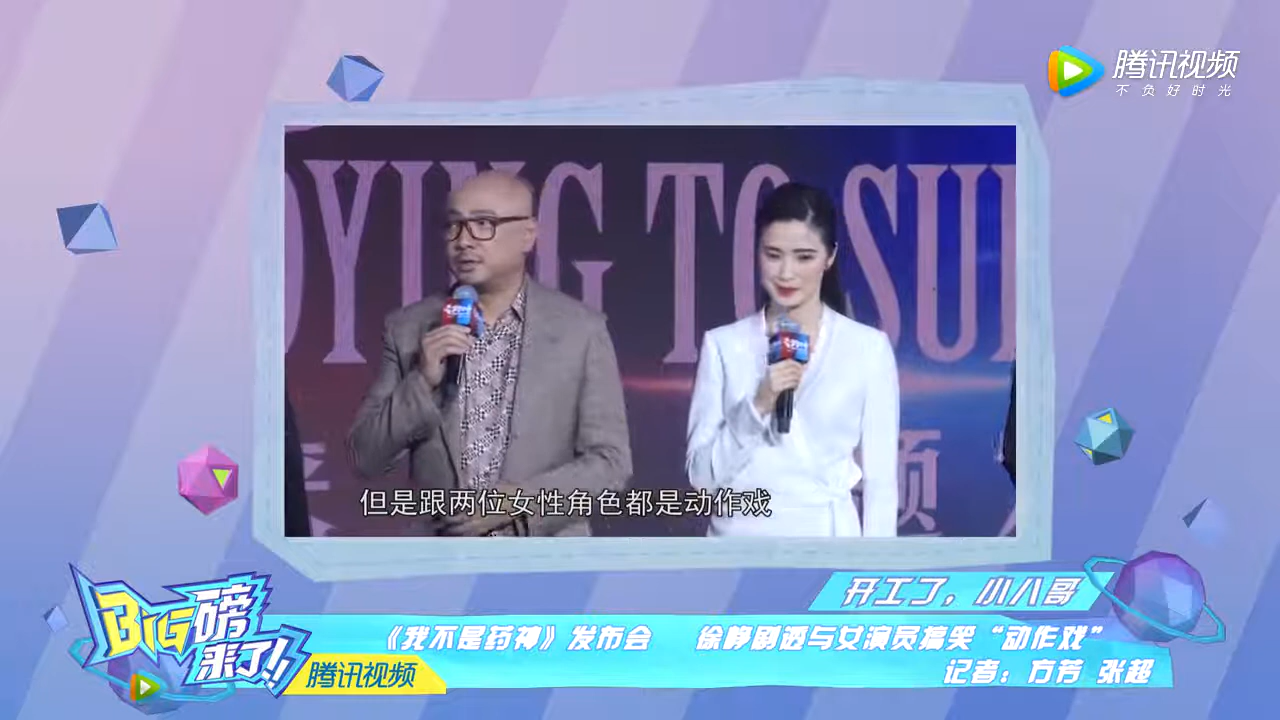 腾讯视频
不负好时光
DYING TO SU
但是跟两位女性角色都是动作戏
开工了，小八哥
BIG磅来了!!
《我不是药神》发布会 徐峥剧透与女演员搞笑“动作戏”
腾讯视频
记者：方芳 张超